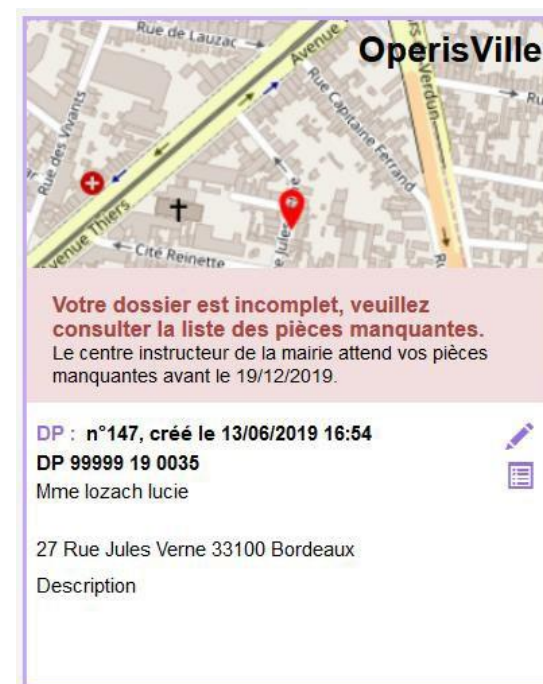 Rue de Lauzac
Avenue
OperisVille
Verdun
Ru
Rue des Vivants
Rue Capitaine Ferrand
Avenue Thiers
Cité Reinette
e Jules
e
Ru
Votre dossier est incomplet, veuillez
consulter la liste des pièces manquantes.
Le centre instructeur de la mairie attend vos pièces
manquantes avant le 19/12/2019.
DP : n°147, créé le 13/06/2019 16:54
DP 99999 19 0035
Mme lozach lucie
27 Rue Jules Verne 33100 Bordeaux
Description